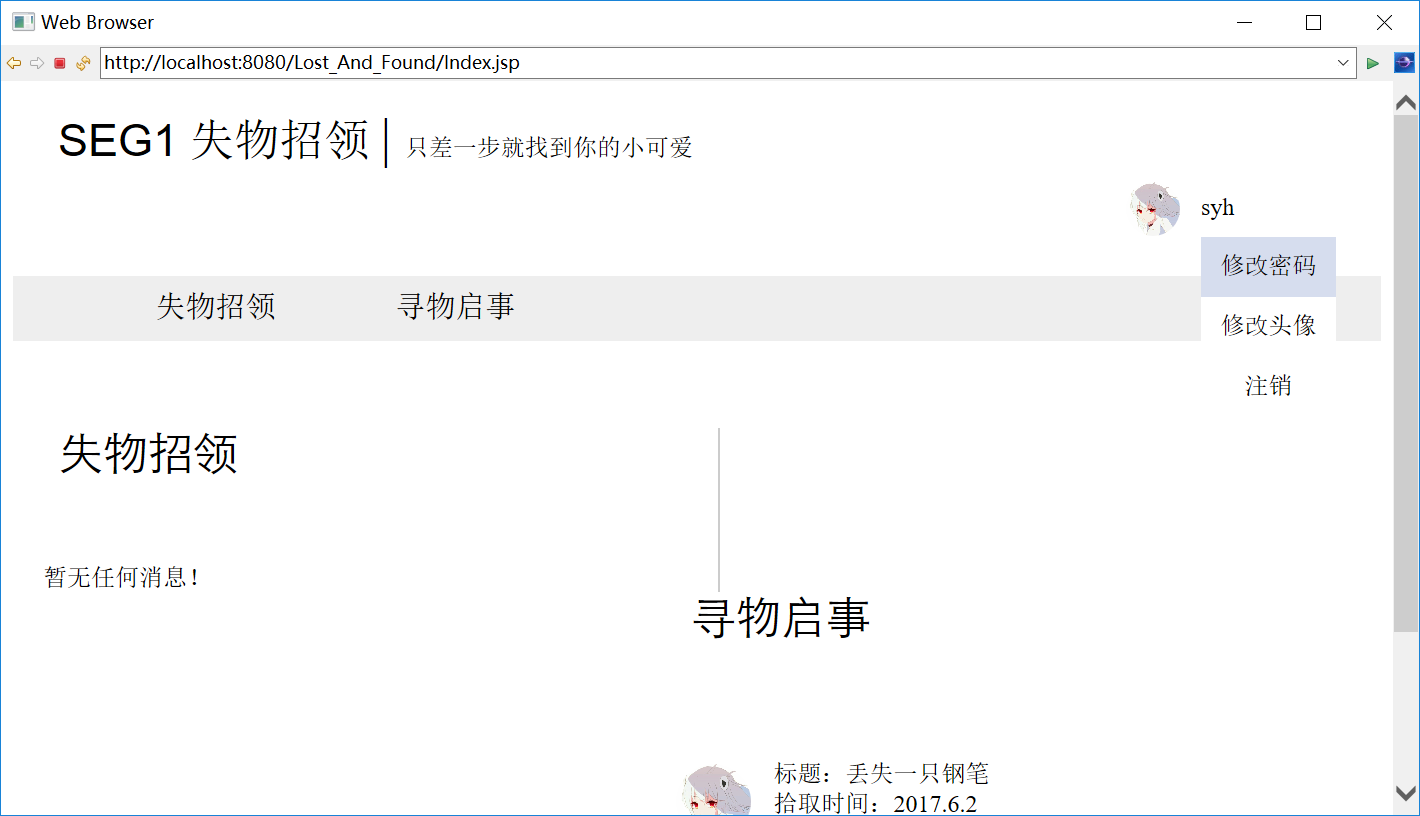 Web Browser
http://localhost:8080/Lost_And_Found/Index.jsp
SEG1 失物招领 | 只差一步就找到你的小可爱
syh
修改密码
失物招领 寻物启事
修改头像
注销
失物招领
暂无任何消息！
寻物启事
标题：丢失一只钢笔
拾取时间：2017.6.2